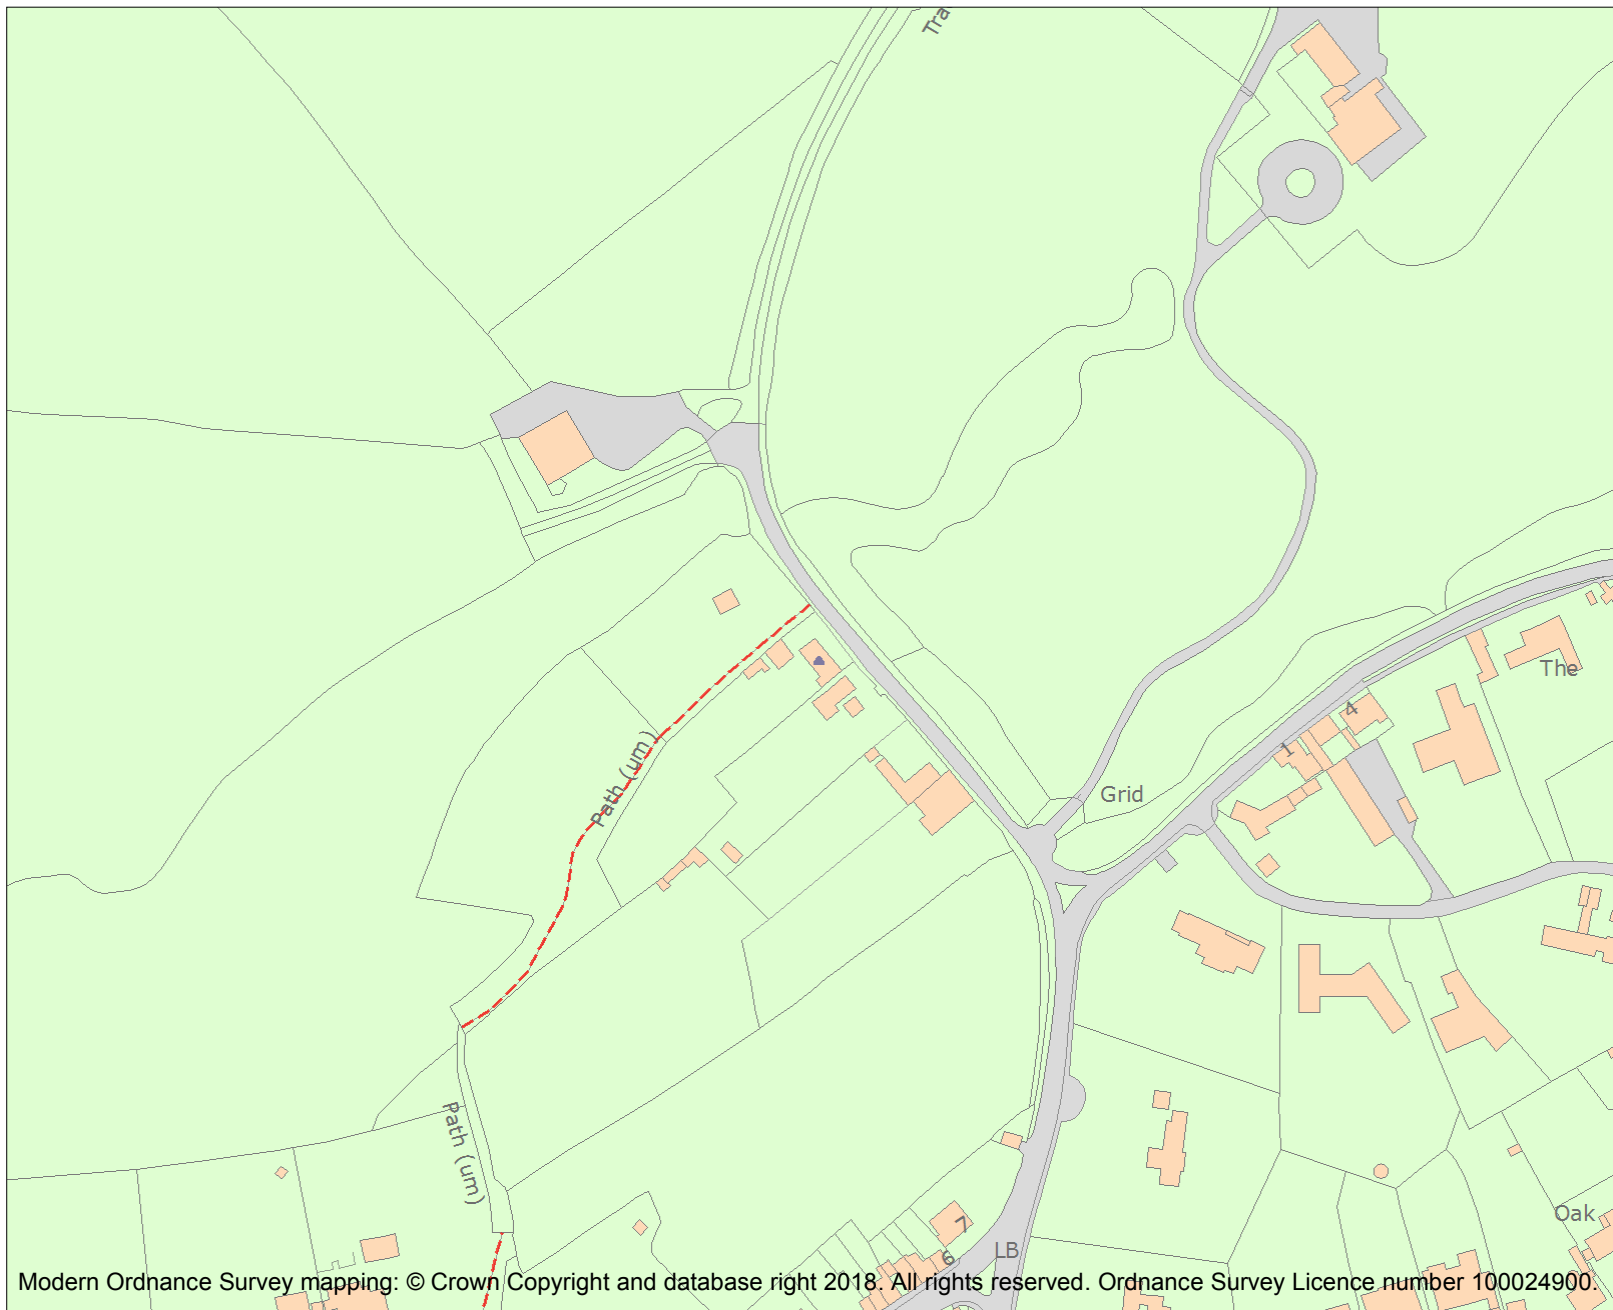 Tra
Path (um)
Grid
4
1
The
Path (um)
Oak
7
6
LB
Modern Ordnance Survey mapping: © Crown Copyright and database right 2018. All rights reserved. Ordnance Survey Licence number 100024900.